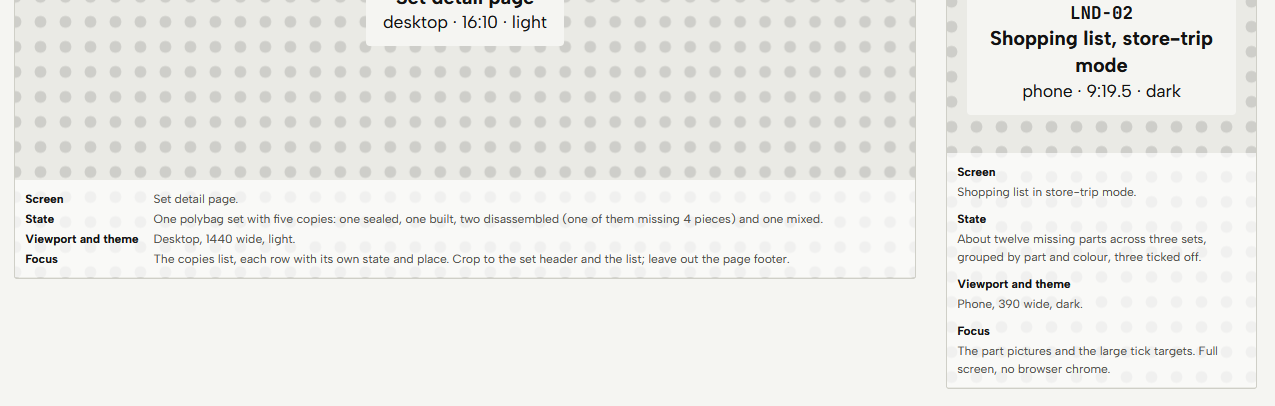 Set detail page
desktop · 16:10 · light
Screen Set detail page.
State One polybag set with five copies: one sealed, one built, two disassembled (one of them missing 4 pieces) and one mixed.
Viewport and theme Desktop, 1440 wide, light.
Focus The copies list, each row with its own state and place. Crop to the set header and the list; leave out the page footer.
LND-02
Shopping list, store-trip
mode
phone · 9:19.5 · dark
Screen
Shopping list in store-trip mode.
State
About twelve missing parts across three sets,
grouped by part and colour, three ticked off.
Viewport and theme
Phone, 390 wide, dark.
Focus
The part pictures and the large tick targets. Full
screen, no browser chrome.